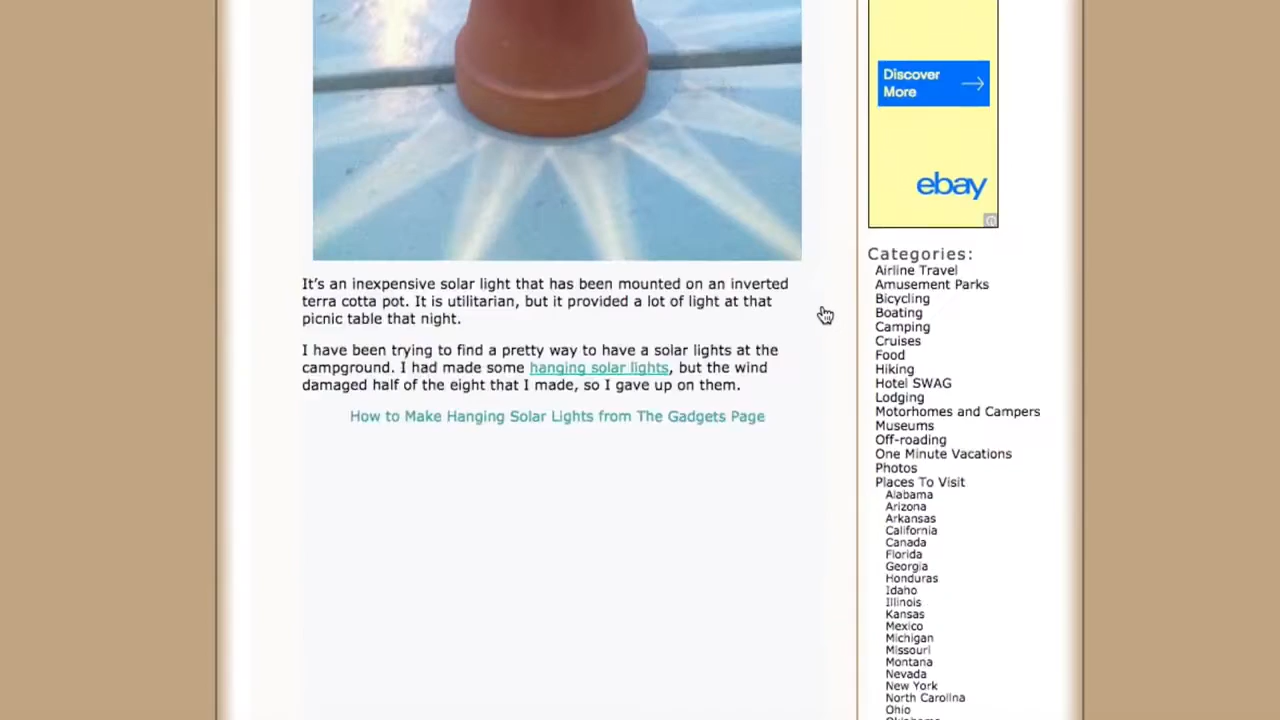 Discover
More
ebay
It's an inexpensive solar light that has been mounted on an inverted
terra cotta pot. It is utilitarian, but it provided a lot of light at that
picnic table that night.
I have been trying to find a pretty way to have a solar lights at the
campground. I had made some hanging solar lights, but the wind
damaged half of the eight that I made, so I gave up on them.
How to Make Hanging Solar Lights from The Gadgets Page
Categories:
Airline Travel
Amusement Parks
Bicycling
Boating
Camping
Cruises
Food
Hiking
Hotel SWAG
Lodging
Motorhomes and Campers
Museums
Off-roading
One Minute Vacations
Photos
Places To Visit
Alabama
Arizona
Arkansas
California
Canada
Florida
Georgia
Honduras
Idaho
Illinois
Kansas
Mexico
Michigan
Missouri
Montana
Nevada
New York
North Carolina
Ohio